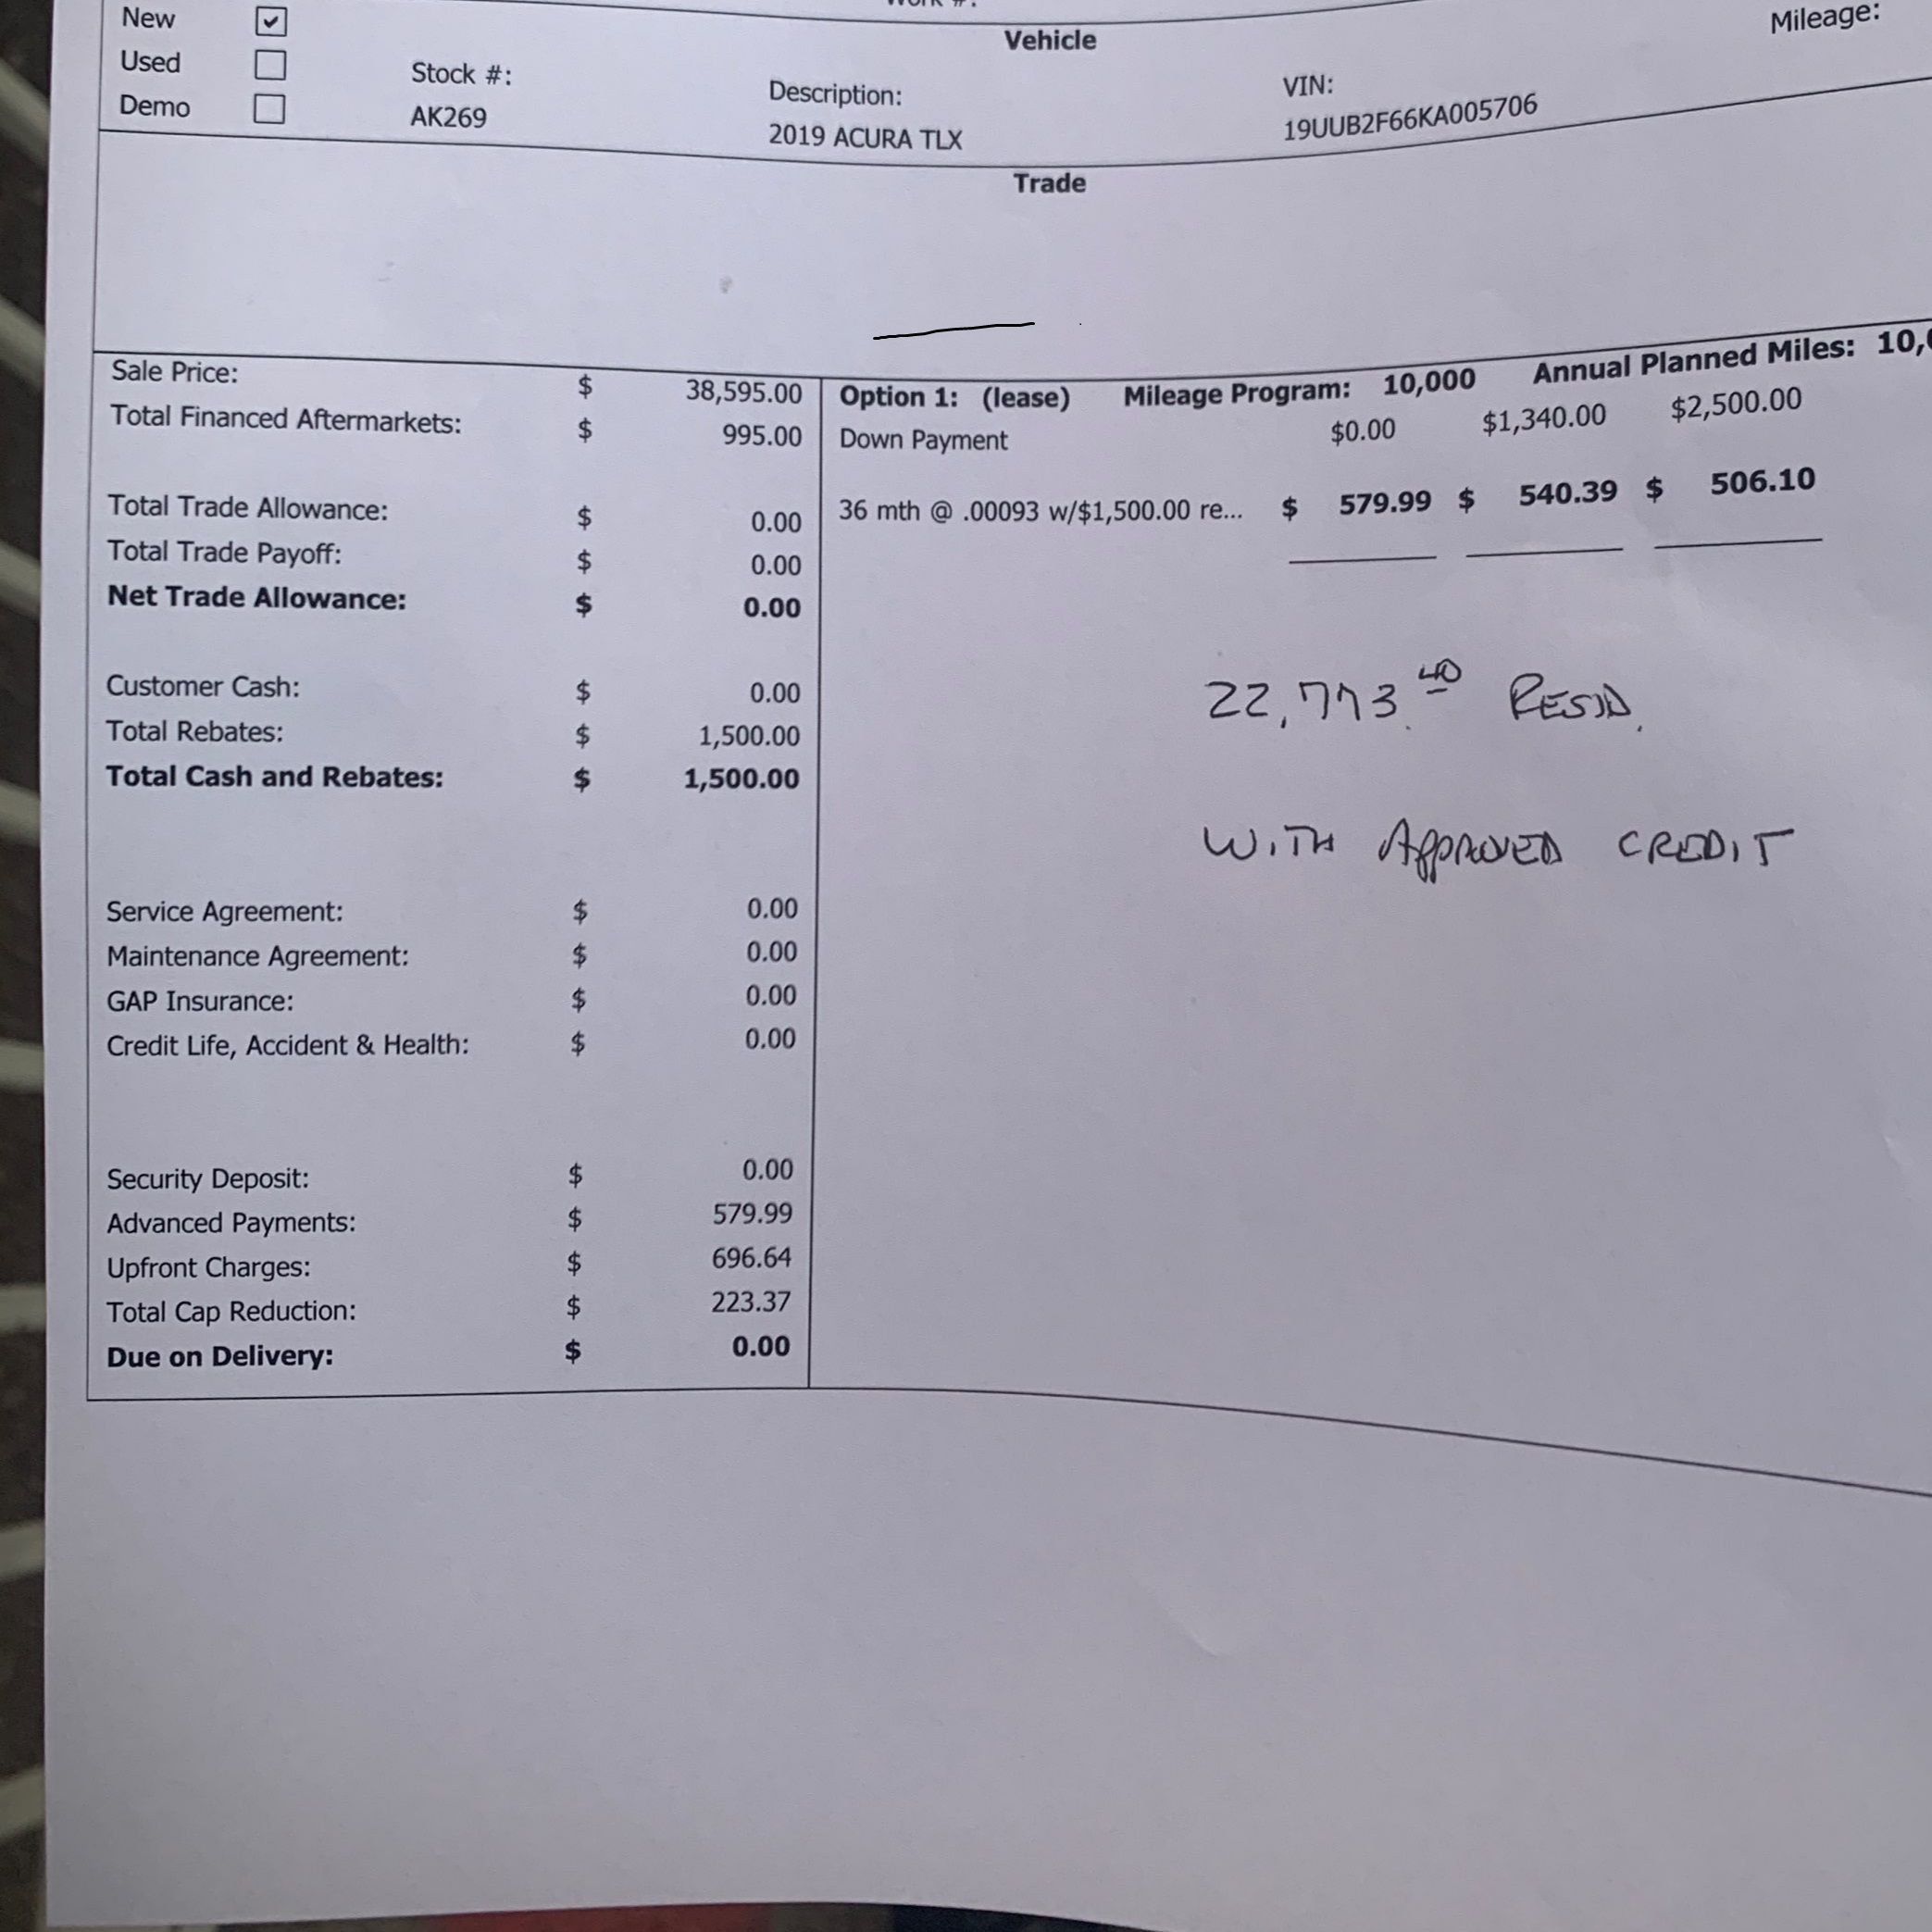 New
Vehicle
Mileage:
Used
Stock #:
Description:
VIN:
Demo
AK269
2019 ACURA TLX
19UUB2F66KA005706
Trade
Sale Price: $ 38,595.00
Total Financed Aftermarkets: $ 995.00
Total Trade Allowance: $ 0.00
Total Trade Payoff: $ 0.00
Net Trade Allowance: $ 0.00
Customer Cash: $ 0.00
Total Rebates: $ 1,500.00
Total Cash and Rebates: $ 1,500.00
Service Agreement: $ 0.00
Maintenance Agreement: $ 0.00
GAP Insurance: $ 0.00
Credit Life, Accident & Health: $ 0.00
Security Deposit: $ 0.00
Advanced Payments: $ 579.99
Upfront Charges: $ 696.64
Total Cap Reduction: $ 223.37
Due on Delivery: $ 0.00
Option 1: (lease) Mileage Program: 10,000 Annual Planned Miles:
Down Payment $0.00 $1,340.00 $2,500.00
36 mth @ .00093 w/$1,500.00 re... $ 579.99 $ 540.39 $ 506.10
22,773.40 RESID.
WITH APPROVED CREDIT